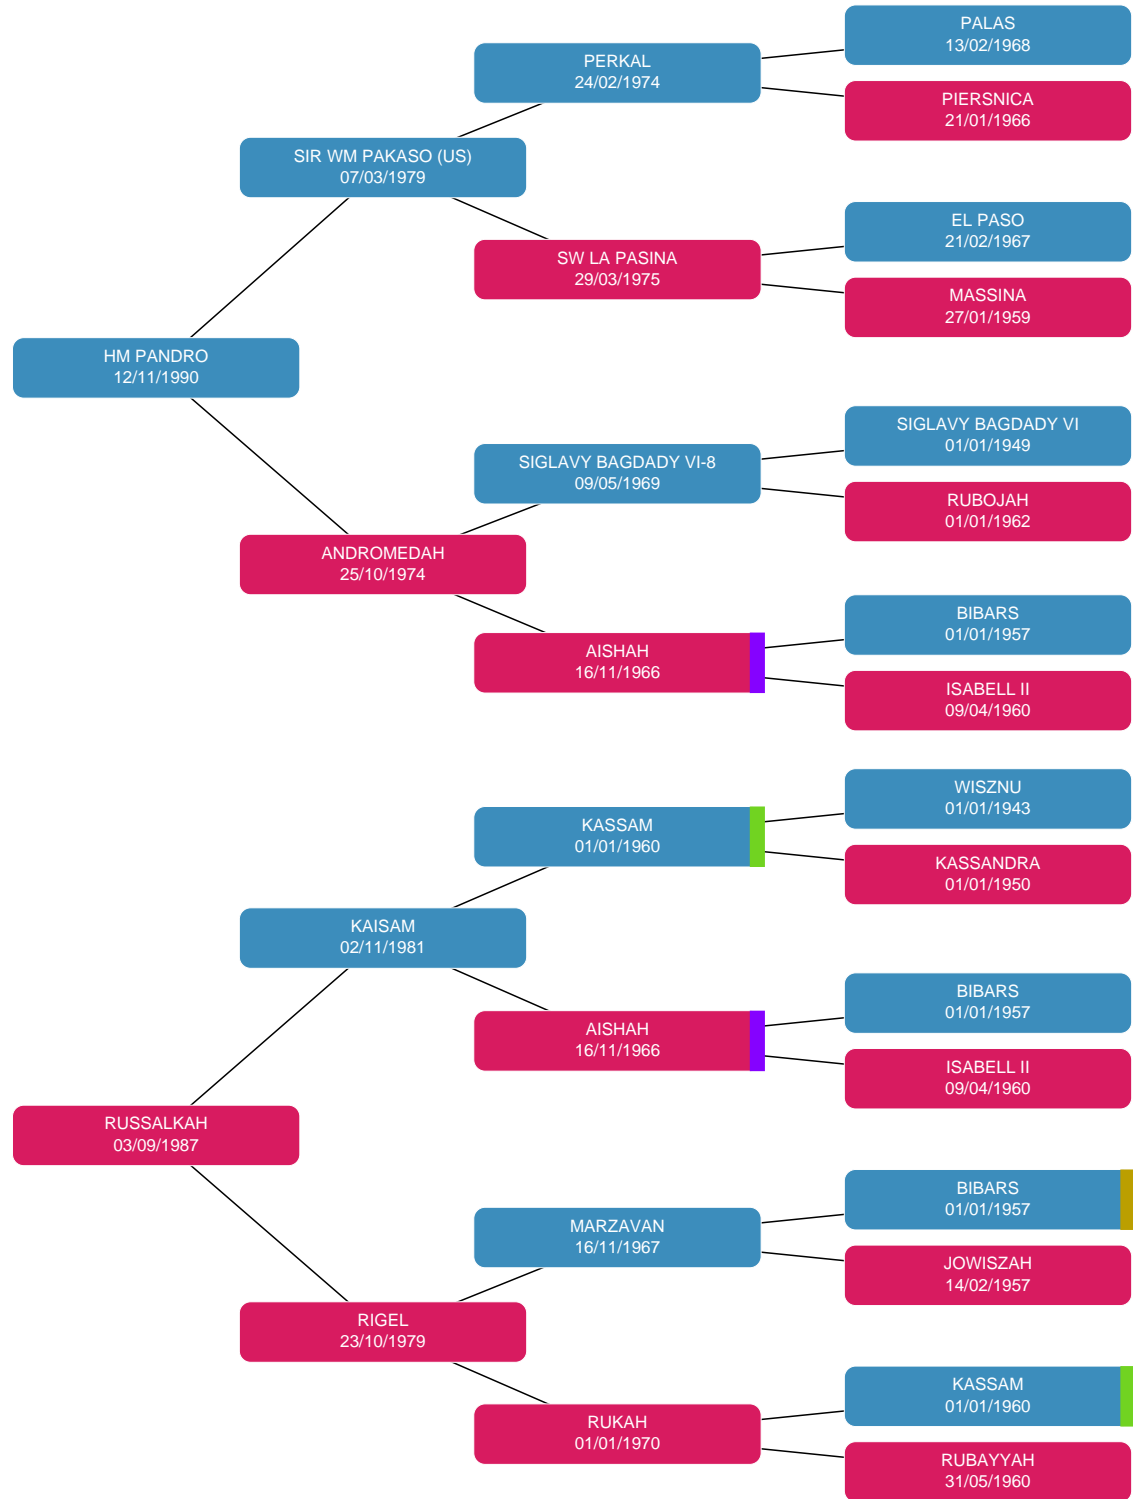 PALAS
13/02/1968
PERKAL
24/02/1974
PIERSNICA
21/01/1966
SIR WM PAKASO (US)
07/03/1979
EL PASO
21/02/1967
SW LA PASINA
29/03/1975
MASSINA
27/01/1959
HM PANDRO
12/11/1990
SIGLAVY BAGDADY VI
01/01/1949
SIGLAVY BAGDADY VI-8
09/05/1969
RUBOJAH
01/01/1962
ANDROMEDAH
25/10/1974
BIBARS
01/01/1957
AISHAH
16/11/1966
ISABELL II
09/04/1960
WISZNU
01/01/1943
KASSAM
01/01/1960
KASSANDRA
01/01/1950
KAISAM
02/11/1981
BIBARS
01/01/1957
AISHAH
16/11/1966
ISABELL II
09/04/1960
RUSSALKAH
03/09/1987
BIBARS
01/01/1957
MARZAVAN
16/11/1967
JOWISZAH
14/02/1957
RIGEL
23/10/1979
KASSAM
01/01/1960
RUKAH
01/01/1970
RUBAYYAH
31/05/1960